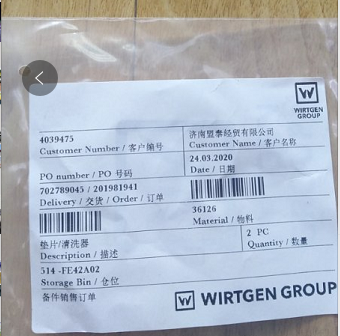 WIRTGEN
GROUP
4039475
Customer Number / 客户编号
济南盟泰经贸有限公司
Customer Name / 客户名称
PO number / PO 号码
24.03.2020
Date / 日期
702789045 / 201981941
Delivery / 交货 / Order / 订单
36126
Material / 物料
垫片/清洗器
Description / 描述
2 PC
Quantity / 数量
514 -FE42A02
Storage Bin / 仓位
备件销售订单
WIRTGEN GROUP